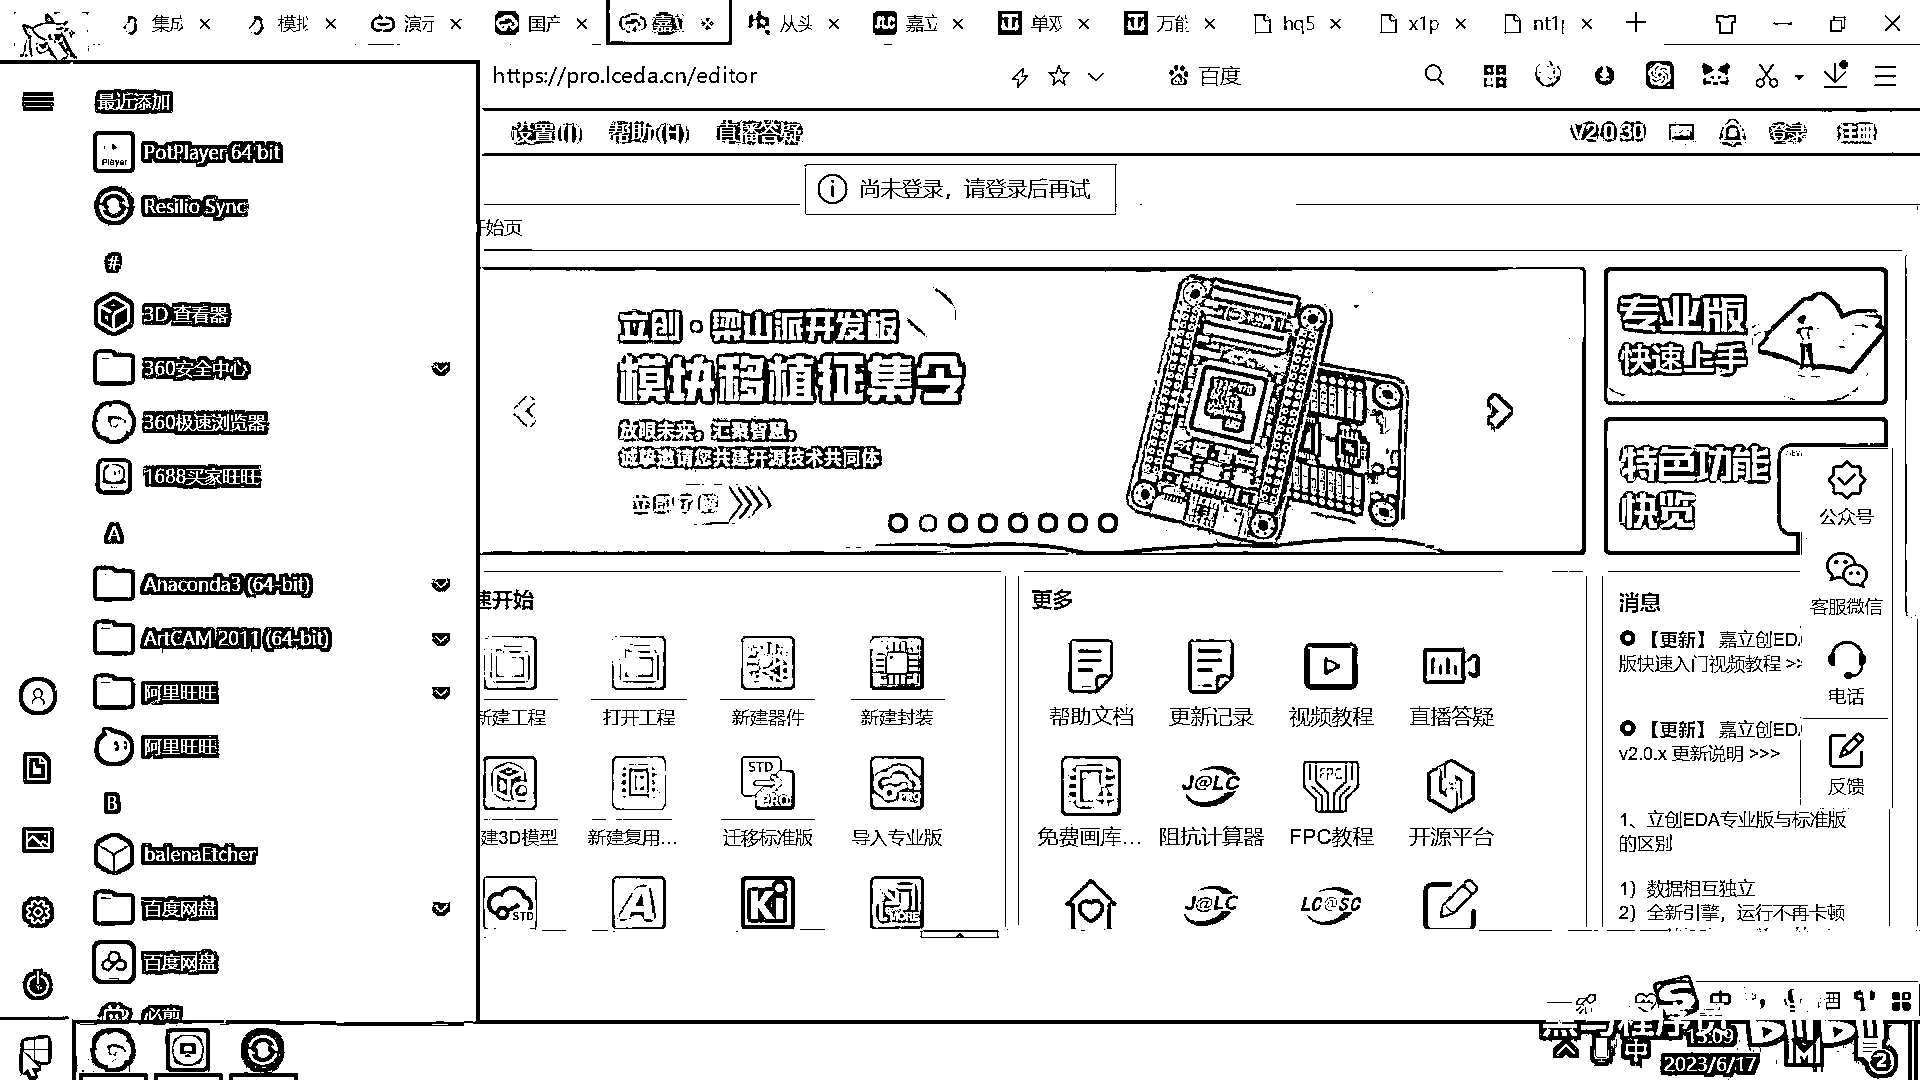 集成
模拟
演示
国产
嘉立
从头
嘉立
单双
万能
hq5
x1p
nt1p
https://pro.lceda.cn/editor
百度
设置(I)
帮助(H)
直播答疑
V2.0.30
登录
注册
尚未登录，请登录后再试
始页
最近添加
PotPlayer 64 bit
Resilio Sync
#
3D 查看器
360安全中心
360极速浏览器
1688买家旺旺
A
Anaconda3 (64-bit)
ArtCAM 2011 (64-bit)
阿里旺旺
阿里旺旺
B
balenaEtcher
百度网盘
百度网盘
必剪
立创。梁山派开发板
模块移植征集令
放眼未来，汇聚智慧，
诚挚邀请您共建开源技术共同体
立即了解
专业版
快速上手
特色功能
快览
公众号
客服微信
电话
反馈
速开始
新建工程
打开工程
新建器件
新建封装
建3D模型
新建复用...
迁移标准版
导入专业版
更多
帮助文档
更新记录
视频教程
直播答疑
免费画库...
阻抗计算器
FPC教程
开源平台
消息
【更新】 嘉立创ED
版快速入门视频教程 >>
【更新】 嘉立创ED
v2.0.x 更新说明 >>>
1、立创EDA专业版与标准版
的区别
1）数据相互独立
2）全新引擎，运行不再卡顿
中
中
15:09
2023/6/17
2